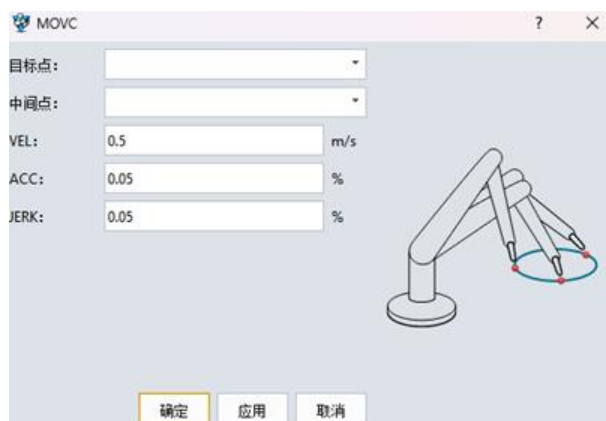 MOVC ? ×
目标点：
中间点：
VEL： 0.5 m/s
ACC： 0.05 %
JERK： 0.05 %
确定 应用 取消